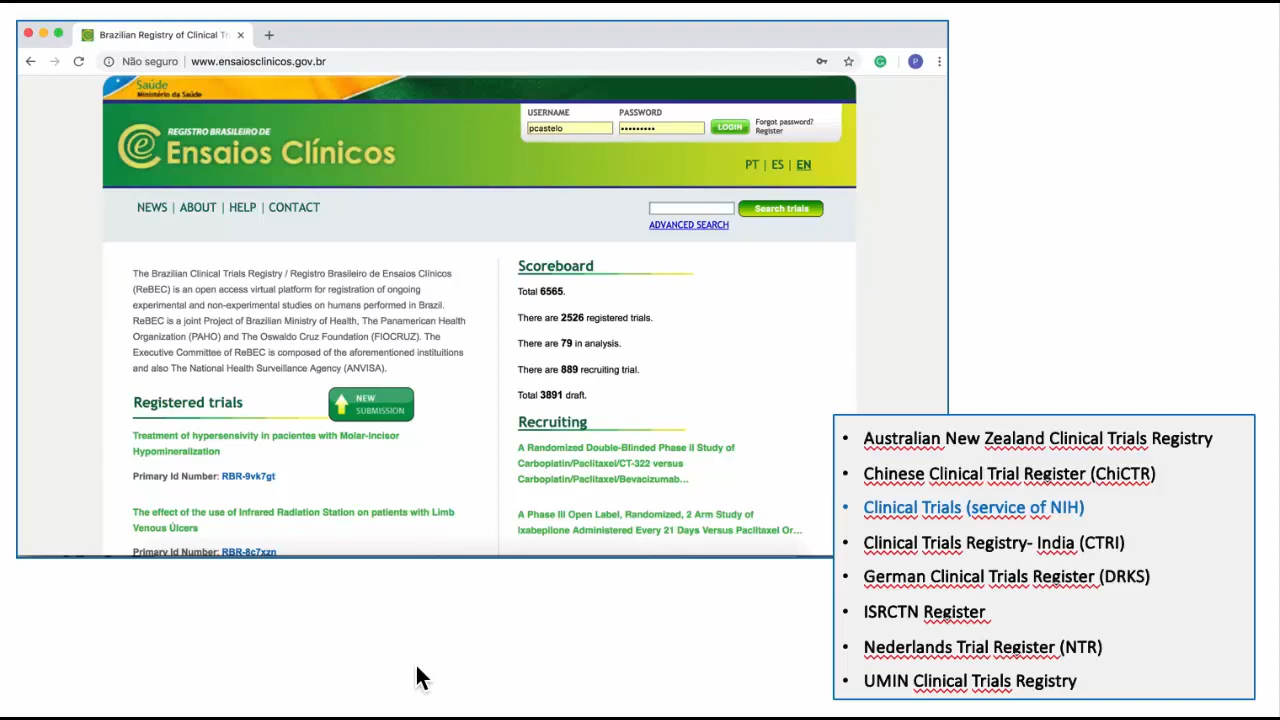 Brazilian Registry of Clinical Tr
Não seguro | www.ensaiosclinicos.gov.br
P
Saúde
Ministério da Saúde
USERNAME PASSWORD
pcastelo ••••••••• LOGIN Forgot password?
Register
REGISTRO BRASILEIRO DE
Ensaios Clínicos
PT | ES | EN
NEWS | ABOUT | HELP | CONTACT
Search trials
ADVANCED SEARCH
The Brazilian Clinical Trials Registry / Registro Brasileiro de Ensaios Clínicos
(ReBEC) is an open access virtual platform for registration of ongoing
experimental and non-experimental studies on humans performed in Brazil.
ReBEC is a joint Project of Brazilian Ministry of Health, The Panamerican Health
Organization (PAHO) and The Oswaldo Cruz Foundation (FIOCRUZ). The
Executive Committee of ReBEC is composed of the aforementioned instituitions
and also The National Health Surveillance Agency (ANVISA).
Registered trials
NEW
SUBMISSION
Treatment of hypersensivity in pacientes with Molar-incisor
Hypomineralization
Primary Id Number: RBR-9vk7gt
The effect of the use of Infrared Radiation Station on patients with Limb
Venous Úlcers
Primary Id Number: RBR-8c7xzn
Scoreboard
Total 6565.
There are 2526 registered trials.
There are 79 in analysis.
There are 889 recruiting trial.
Total 3891 draft.
Recruiting
A Randomized Double-Blinded Phase II Study of
Carboplatin/Paclitaxel/CT-322 versus
Carboplatin/Paclitaxel/Bevacizumab...
A Phase III Open Label, Randomized, 2 Arm Study of
Ixabepilone Administered Every 21 Days Versus Paclitaxel Or...
• Australian New Zealand Clinical Trials Registry
• Chinese Clinical Trial Register (ChiCTR)
• Clinical Trials (service of NIH)
• Clinical Trials Registry- India (CTRI)
• German Clinical Trials Register (DRKS)
• ISRCTN Register
• Nederlands Trial Register (NTR)
• UMIN Clinical Trials Registry